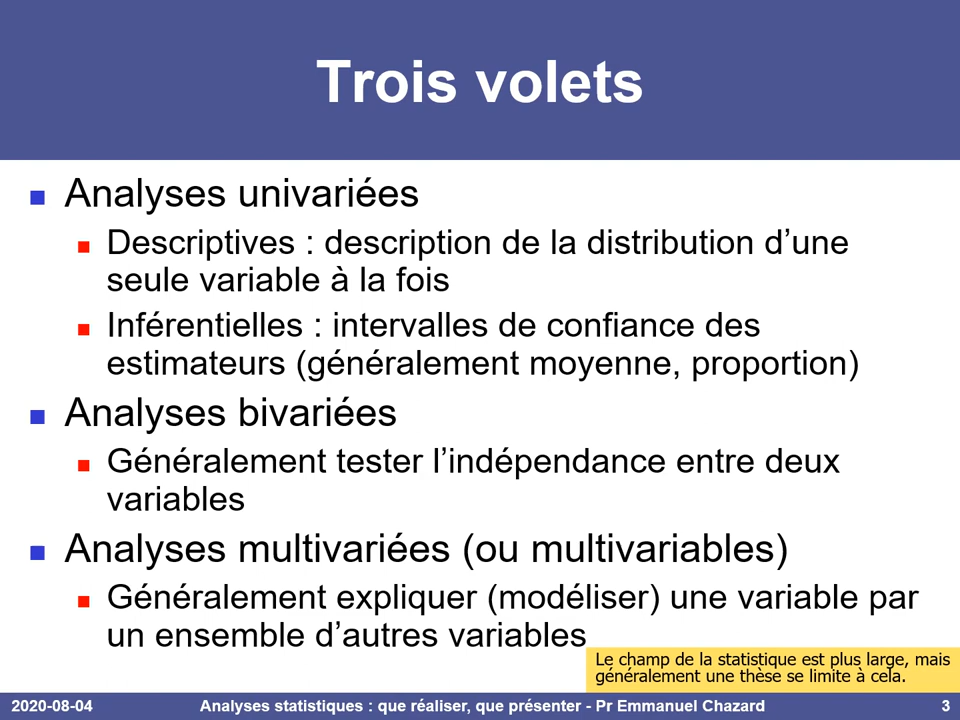 Trois volets
Analyses univariées
Descriptives : description de la distribution d’une
seule variable à la fois
Inférentielles : intervalles de confiance des
estimateurs (généralement moyenne, proportion)
Analyses bivariées
Généralement tester l’indépendance entre deux
variables
Analyses multivariées (ou multivariables)
Généralement expliquer (modéliser) une variable par
un ensemble d’autres variables
Le champ de la statistique est plus large, mais
généralement une thèse se limite à cela.
2020-08-04 Analyses statistiques : que réaliser, que présenter - Pr Emmanuel Chazard 3